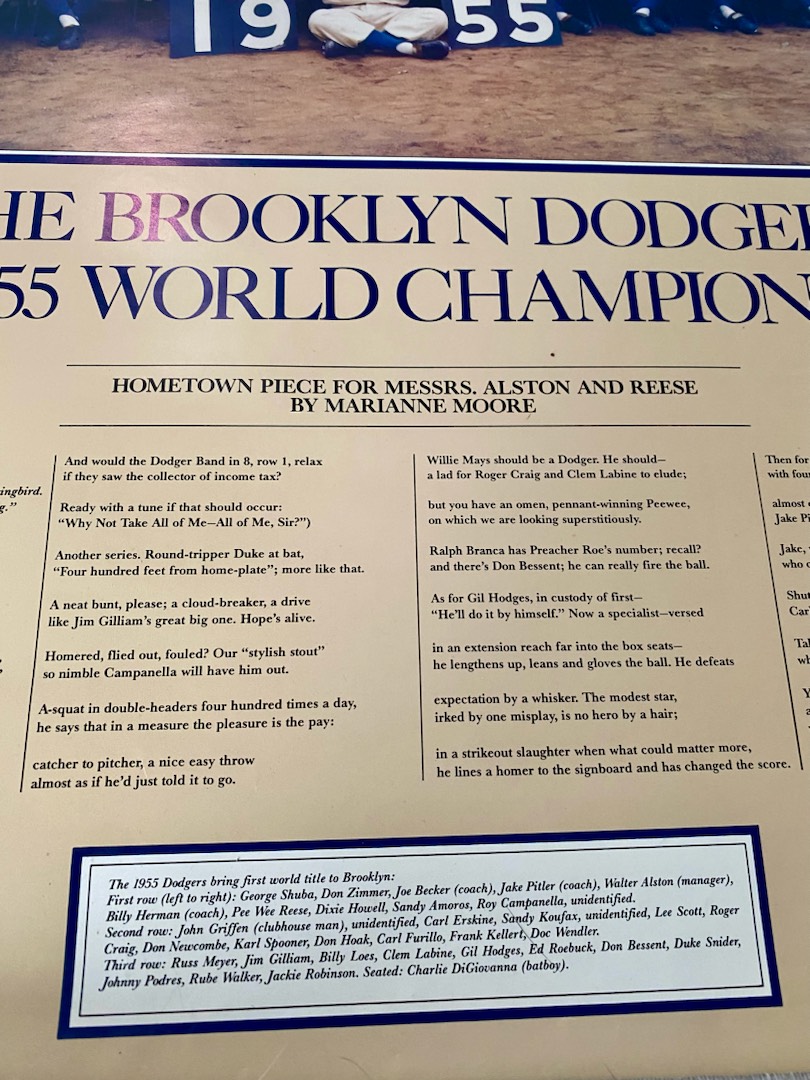 19 55
HE BROOKLYN DODGE
55 WORLD CHAMPION
HOMETOWN PIECE FOR MESSRS. ALSTON AND REESE
BY MARIANNE MOORE
ingbird.
g.”
And would the Dodger Band in 8, row 1, relax
if they saw the collector of income tax?
Ready with a tune if that should occur:
“Why Not Take All of Me—All of Me, Sir?”)
Another series. Round-tripper Duke at bat,
“Four hundred feet from home-plate”; more like that.
A neat bunt, please; a cloud-breaker, a drive
like Jim Gilliam’s great big one. Hope’s alive.
Homered, flied out, fouled? Our “stylish stout”
so nimble Campanella will have him out.
A-squat in double-headers four hundred times a day,
he says that in a measure the pleasure is the pay:
catcher to pitcher, a nice easy throw
almost as if he’d just told it to go.
Willie Mays should be a Dodger. He should—
a lad for Roger Craig and Clem Labine to elude;
but you have an omen, pennant-winning Peewee,
on which we are looking superstitiously.
Ralph Branca has Preacher Roe’s number; recall?
and there’s Don Bessent; he can really fire the ball.
As for Gil Hodges, in custody of first—
“He’ll do it by himself.” Now a specialist—versed
in an extension reach far into the box seats—
he lengthens up, leans and gloves the ball. He defeats
expectation by a whisker. The modest star,
irked by one misplay, is no hero by a hair;
in a strikeout slaughter when what could matter more,
he lines a homer to the signboard and has changed the score.
Then for
with four
almost
Jake Pi
Jake,
who
Shut
Car
Ta
wh
Y
The 1955 Dodgers bring first world title to Brooklyn:
First row (left to right): George Shuba, Don Zimmer, Joe Becker (coach), Jake Pitler (coach), Walter Alston (manager),
Billy Herman (coach), Pee Wee Reese, Dixie Howell, Sandy Amoros, Roy Campanella, unidentified.
Second row: John Griffen (clubhouse man), unidentified, Carl Erskine, Sandy Koufax, unidentified, Lee Scott, Roger
Craig, Don Newcombe, Karl Spooner, Don Hoak, Carl Furillo, Frank Kellert, Doc Wendler.
Third row: Russ Meyer, Jim Gilliam, Billy Loes, Clem Labine, Gil Hodges, Ed Roebuck, Don Bessent, Duke Snider,
Johnny Podres, Rube Walker, Jackie Robinson. Seated: Charlie DiGiovanna (batboy).